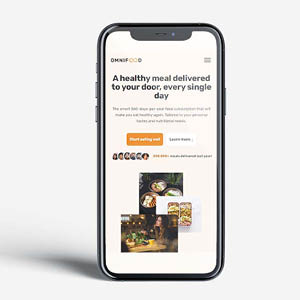 OMNIFOOD
A healthy meal delivered
to your door, every single
day
The smart 365-days-per-year food subscription that will
make you eat healthy again. Tailored to your personal
tastes and nutritional needs.
Start eating well
Learn more ↓
250,000+ meals delivered last year!